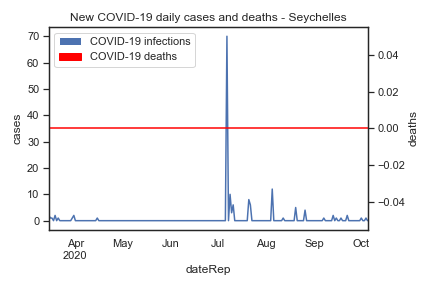 New COVID-19 daily cases and deaths - Seychelles
COVID-19 infections
COVID-19 deaths
70
60
50
40
30
20
10
0
cases
0.04
0.02
0.00
−0.02
−0.04
deaths
Apr May Jun Jul Aug Sep Oct
2020
dateRep